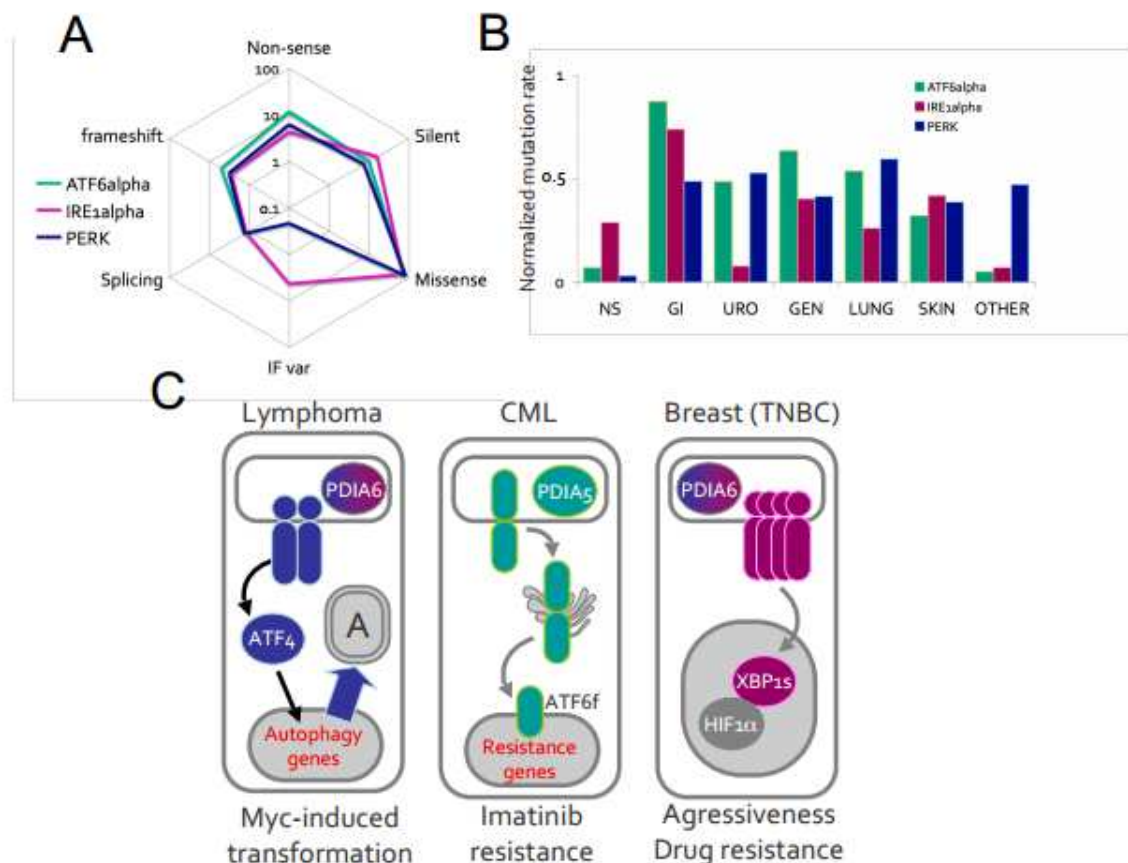 A
Non-sense
100
10
1
0.1
frameshift
Silent
ATF6alpha
IRE1alpha
PERK
Splicing
Missense
IF var
B
Normalized mutation rate
1
0.5
0
ATF6alpha
IRE1alpha
PERK
NS GI URO GEN LUNG SKIN OTHER
C
Lymphoma
PDIA6
ATF4
A
Autophagy
genes
Myc-induced
transformation
CML
PDIA5
ATF6f
Resistance
genes
Imatinib
resistance
Breast (TNBC)
PDIA6
XBP1s
HIF1α
Agressiveness
Drug resistance